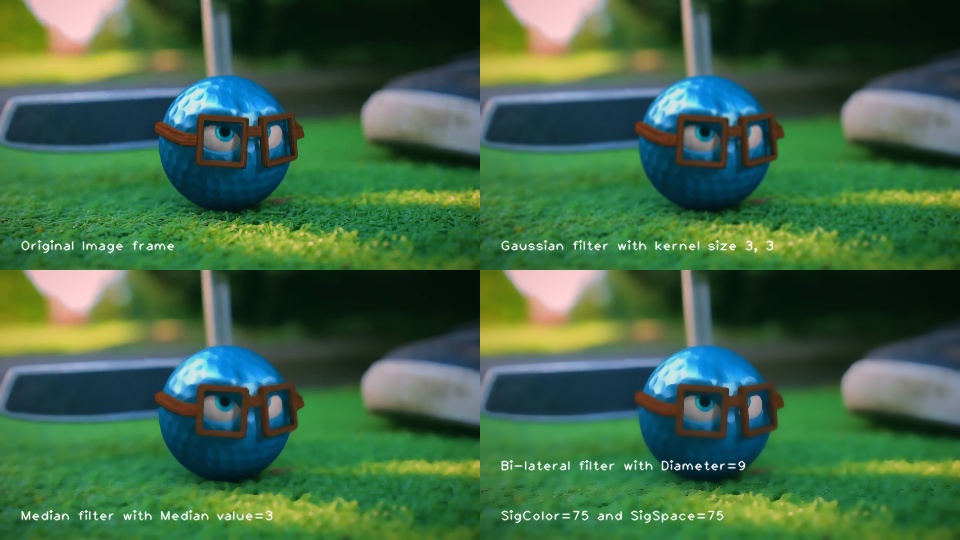 Original Image frame
Gaussian filter with kernel size 3, 3
Median filter with Median value=3
Bi-lateral filter with Diameter=9
SigColor=75 and SigSpace=75